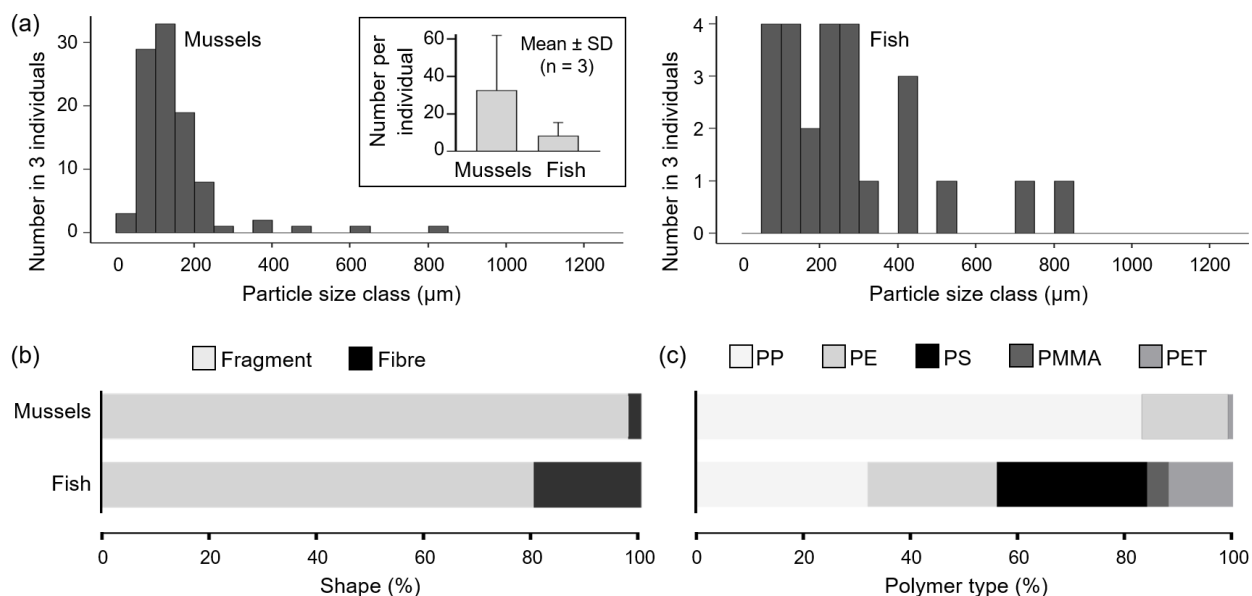 (a)
Number in 3 individuals
30
20
10
0
Mussels
0 200 400 600 800 1000 1200
Particle size class (µm)
Number per
individual
60
40
20
0
Mean ± SD
(n = 3)
Mussels Fish
Number in 3 individuals
4
3
2
1
0
Fish
0 200 400 600 800 1000 1200
Particle size class (µm)
(b)
Fragment Fibre
Mussels
Fish
0 20 40 60 80 100
Shape (%)
(c)
PP PE PS PMMA PET
0 20 40 60 80 100
Polymer type (%)